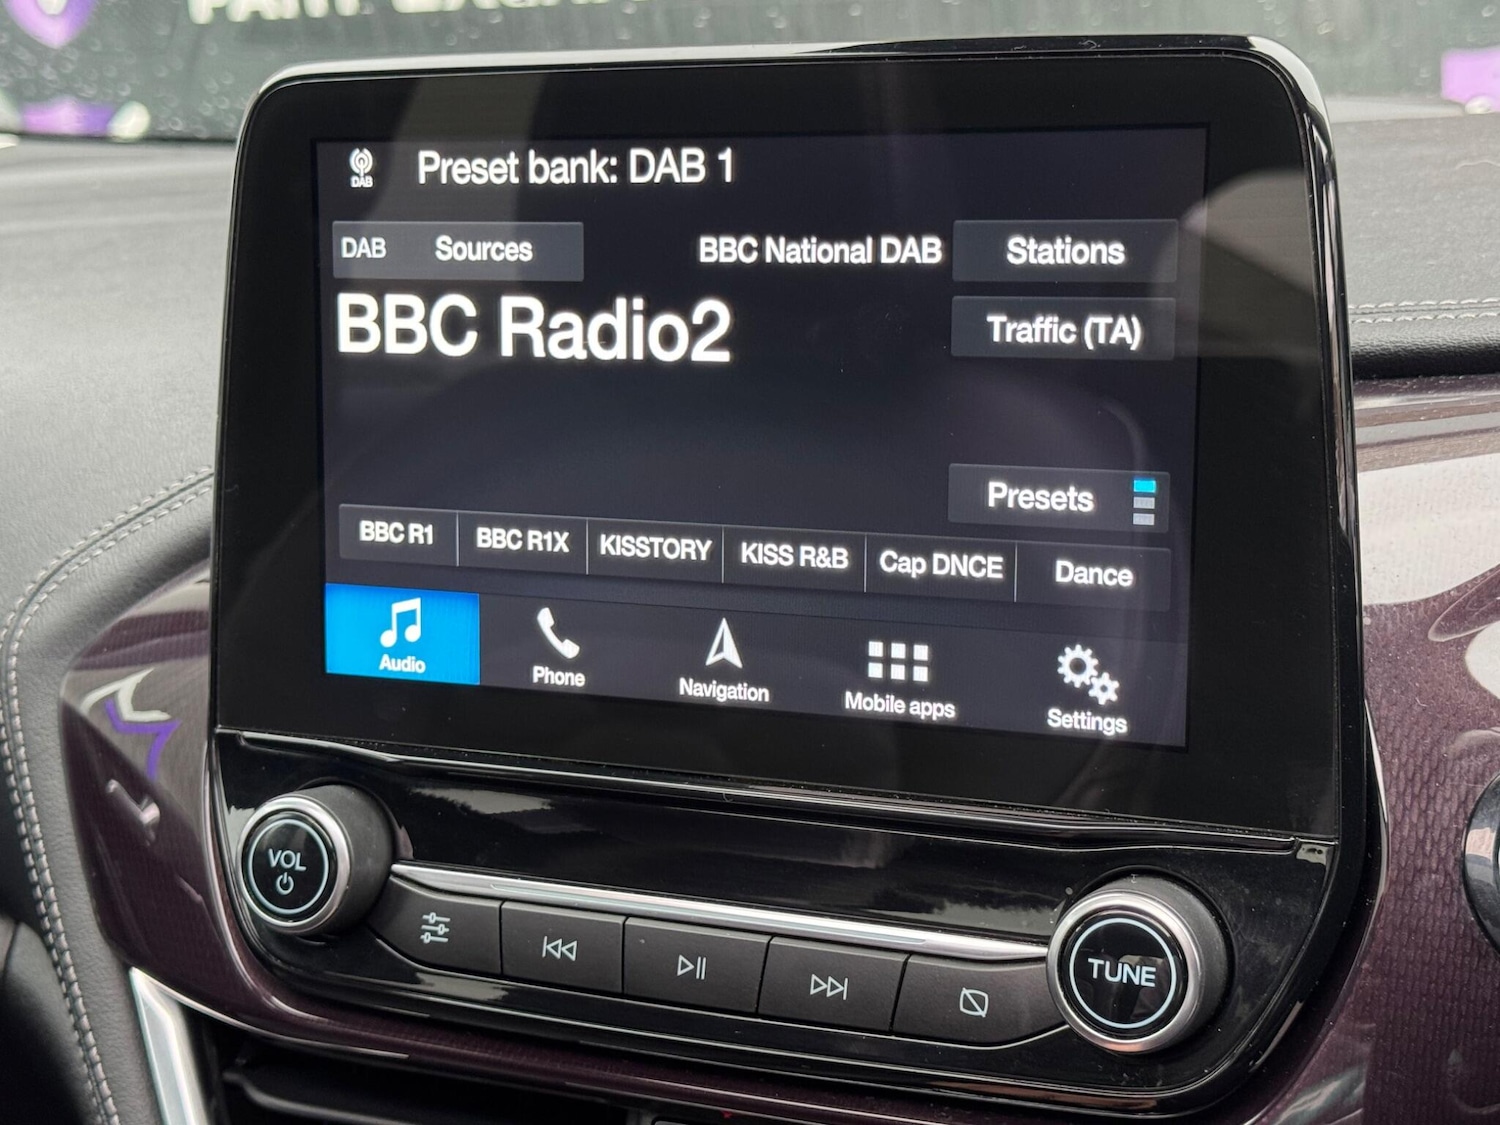 DAB
Preset bank: DAB 1
DAB Sources
BBC National DAB
Stations
BBC Radio2
Traffic (TA)
Presets
BBC R1
BBC R1X
KISSTORY
KISS R&B
Cap DNCE
Dance
Audio
Phone
Navigation
Mobile apps
Settings
VOL
TUNE